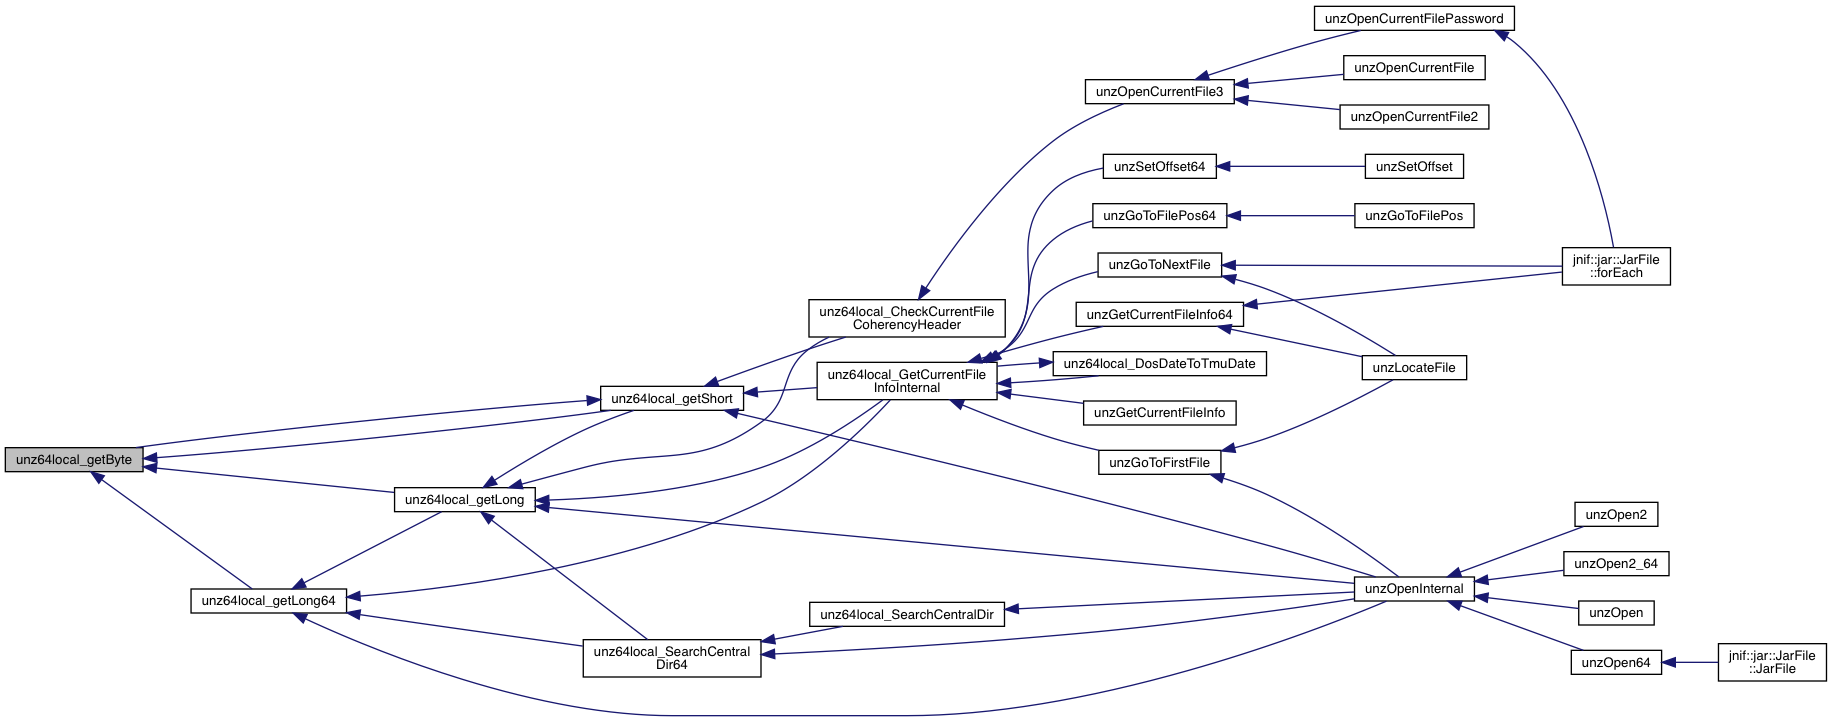 unzOpenCurrentFilePassword
unzOpenCurrentFile
unzOpenCurrentFile3
unzOpenCurrentFile2
unzSetOffset64
unzSetOffset
unzGoToFilePos64
unzGoToFilePos
unzGoToNextFile
jnif::jar::JarFile
::forEach
unz64local_CheckCurrentFile
CoherencyHeader
unzGetCurrentFileInfo64
unz64local_DosDateToTmuDate
unzLocateFile
unz64local_GetCurrentFile
InfoInternal
unz64local_getShort
unzGetCurrentFileInfo
unz64local_getByte
unzGoToFirstFile
unz64local_getLong
unzOpen2
unzOpen2_64
unz64local_getLong64
unzOpenInternal
unz64local_SearchCentralDir
unzOpen
unz64local_SearchCentral
Dir64
unzOpen64
jnif::jar::JarFile
::JarFile